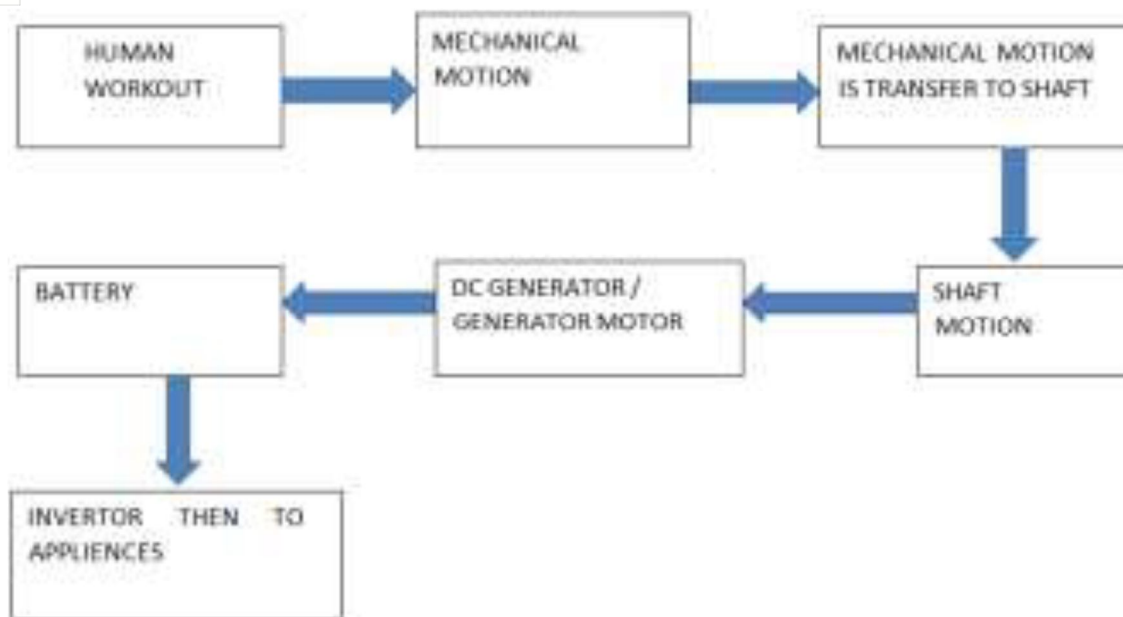 HUMAN
WORKOUT
MECHANICAL
MOTION
MECHANICAL MOTION
IS TRANSFER TO SHAFT
SHAFT
MOTION
DC GENERATOR /
GENERATOR MOTOR
BATTERY
INVERTOR THEN TO
APPLIENCES